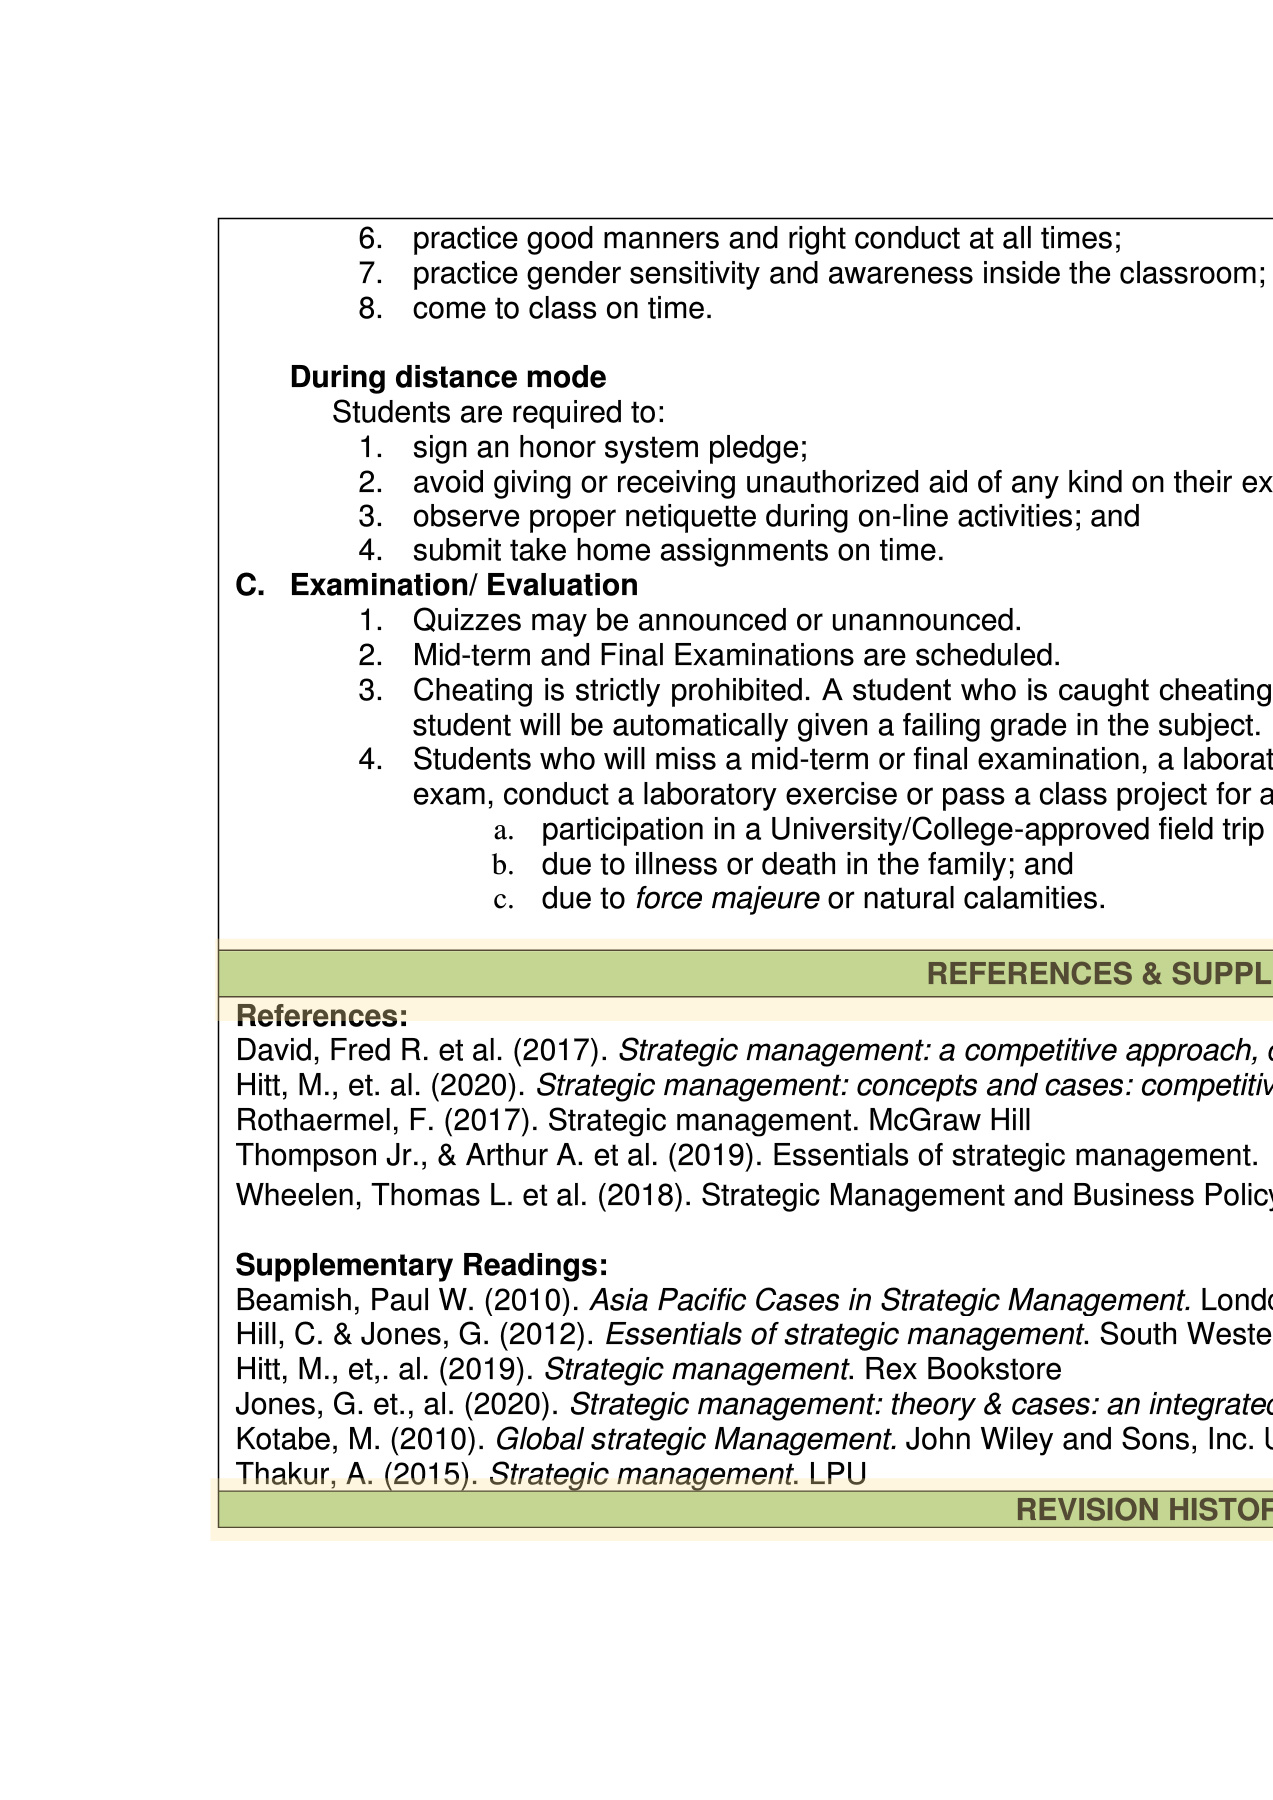 6. practice good manners and right conduct at all times;
7. practice gender sensitivity and awareness inside the classroom;
8. come to class on time.
During distance mode
Students are required to:
1. sign an honor system pledge;
2. avoid giving or receiving unauthorized aid of any kind on their ex
3. observe proper netiquette during on-line activities; and
4. submit take home assignments on time.
C. Examination/ Evaluation
1. Quizzes may be announced or unannounced.
2. Mid-term and Final Examinations are scheduled.
3. Cheating is strictly prohibited. A student who is caught cheating
student will be automatically given a failing grade in the subject.
4. Students who will miss a mid-term or final examination, a laborat
exam, conduct a laboratory exercise or pass a class project for a
a. participation in a University/College-approved field trip
b. due to illness or death in the family; and
c. due to force majeure or natural calamities.
REFERENCES & SUPPL
References:
David, Fred R. et al. (2017). Strategic management: a competitive approach, c
Hitt, M., et. al. (2020). Strategic management: concepts and cases: competitiv
Rothaermel, F. (2017). Strategic management. McGraw Hill
Thompson Jr., & Arthur A. et al. (2019). Essentials of strategic management.
Wheelen, Thomas L. et al. (2018). Strategic Management and Business Policy
Supplementary Readings:
Beamish, Paul W. (2010). Asia Pacific Cases in Strategic Management. Londo
Hill, C. & Jones, G. (2012). Essentials of strategic management. South Weste
Hitt, M., et,. al. (2019). Strategic management. Rex Bookstore
Jones, G. et., al. (2020). Strategic management: theory & cases: an integrated
Kotabe, M. (2010). Global strategic Management. John Wiley and Sons, Inc. U
Thakur, A. (2015). Strategic management. LPU
REVISION HISTOR